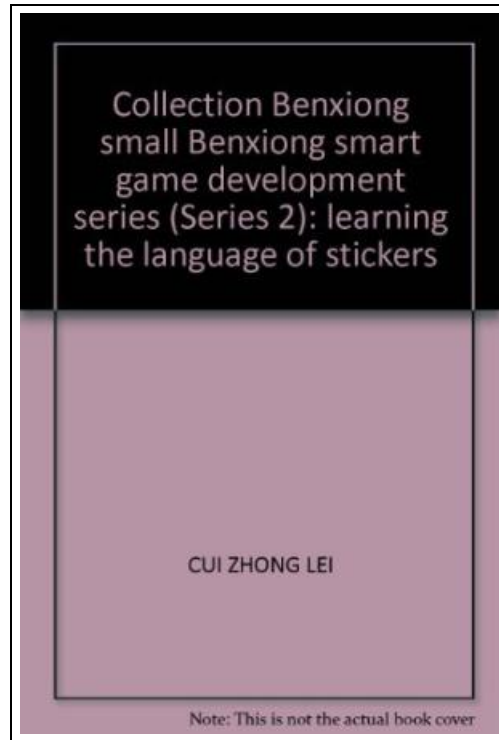 Collection Benxiong
small Benxiong smart
game development
series (Series 2): learning
the language of stickers
CUI ZHONG LEI
Note: This is not the actual book cover